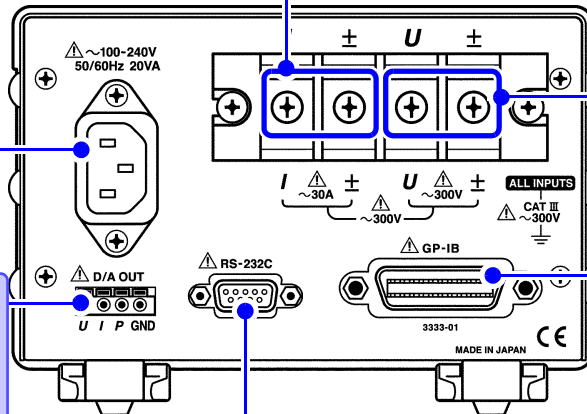 ± U ±
⚠ ~100-240V
50/60Hz 20VA
I ⚠ ± U ⚠ ±
~30A ~300V
⚠
~300V
ALL INPUTS
CAT III
⚠ ~300V
⚠ D/A OUT
U I P GND
⚠ RS-232C
⚠ GP-IB
3333-01
MADE IN JAPAN
CE